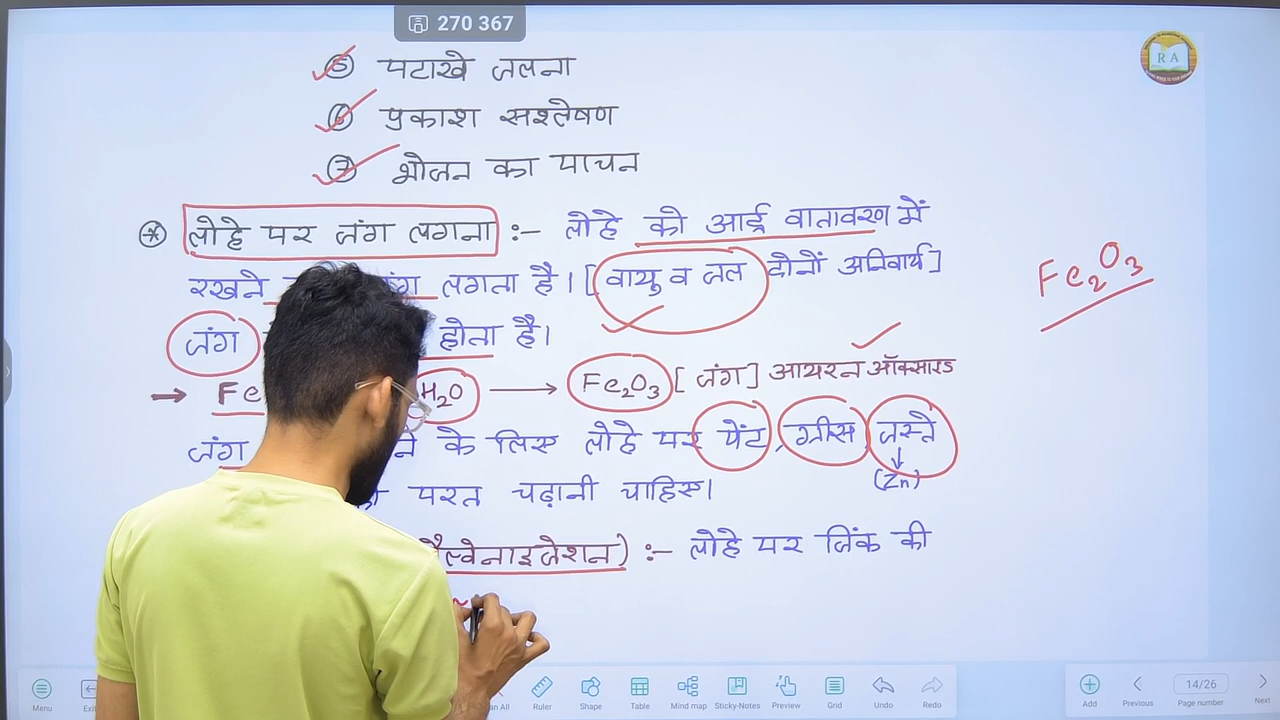 270 367
RA
⑤ पटाखे जलना
⑥ प्रकाश सश्लेषण
⑦ भोजन का पाचन
लोहे पर जंग लगना :- लोहे को आर्द्र वातावरण में
रखने लगता है। [वायु व जल दोनों अनिवार्य]
Fe₂O₃
जंग होता है।
→ Fe H₂O ⟶ Fe₂O₃ [जंग] आयरन ऑक्साइड
जंग के लिए लोहे पर पेंट, ग्रीस, जस्ते
↓
(Zn)
परत चढ़ानी चाहिए।
:- लोहे पर जिंक की
Menu
Ruler
Shape
Table
Mind map
Sticky-Notes
Preview
Grid
Undo
Redo
Add
Previous
14/26
Page number
Next